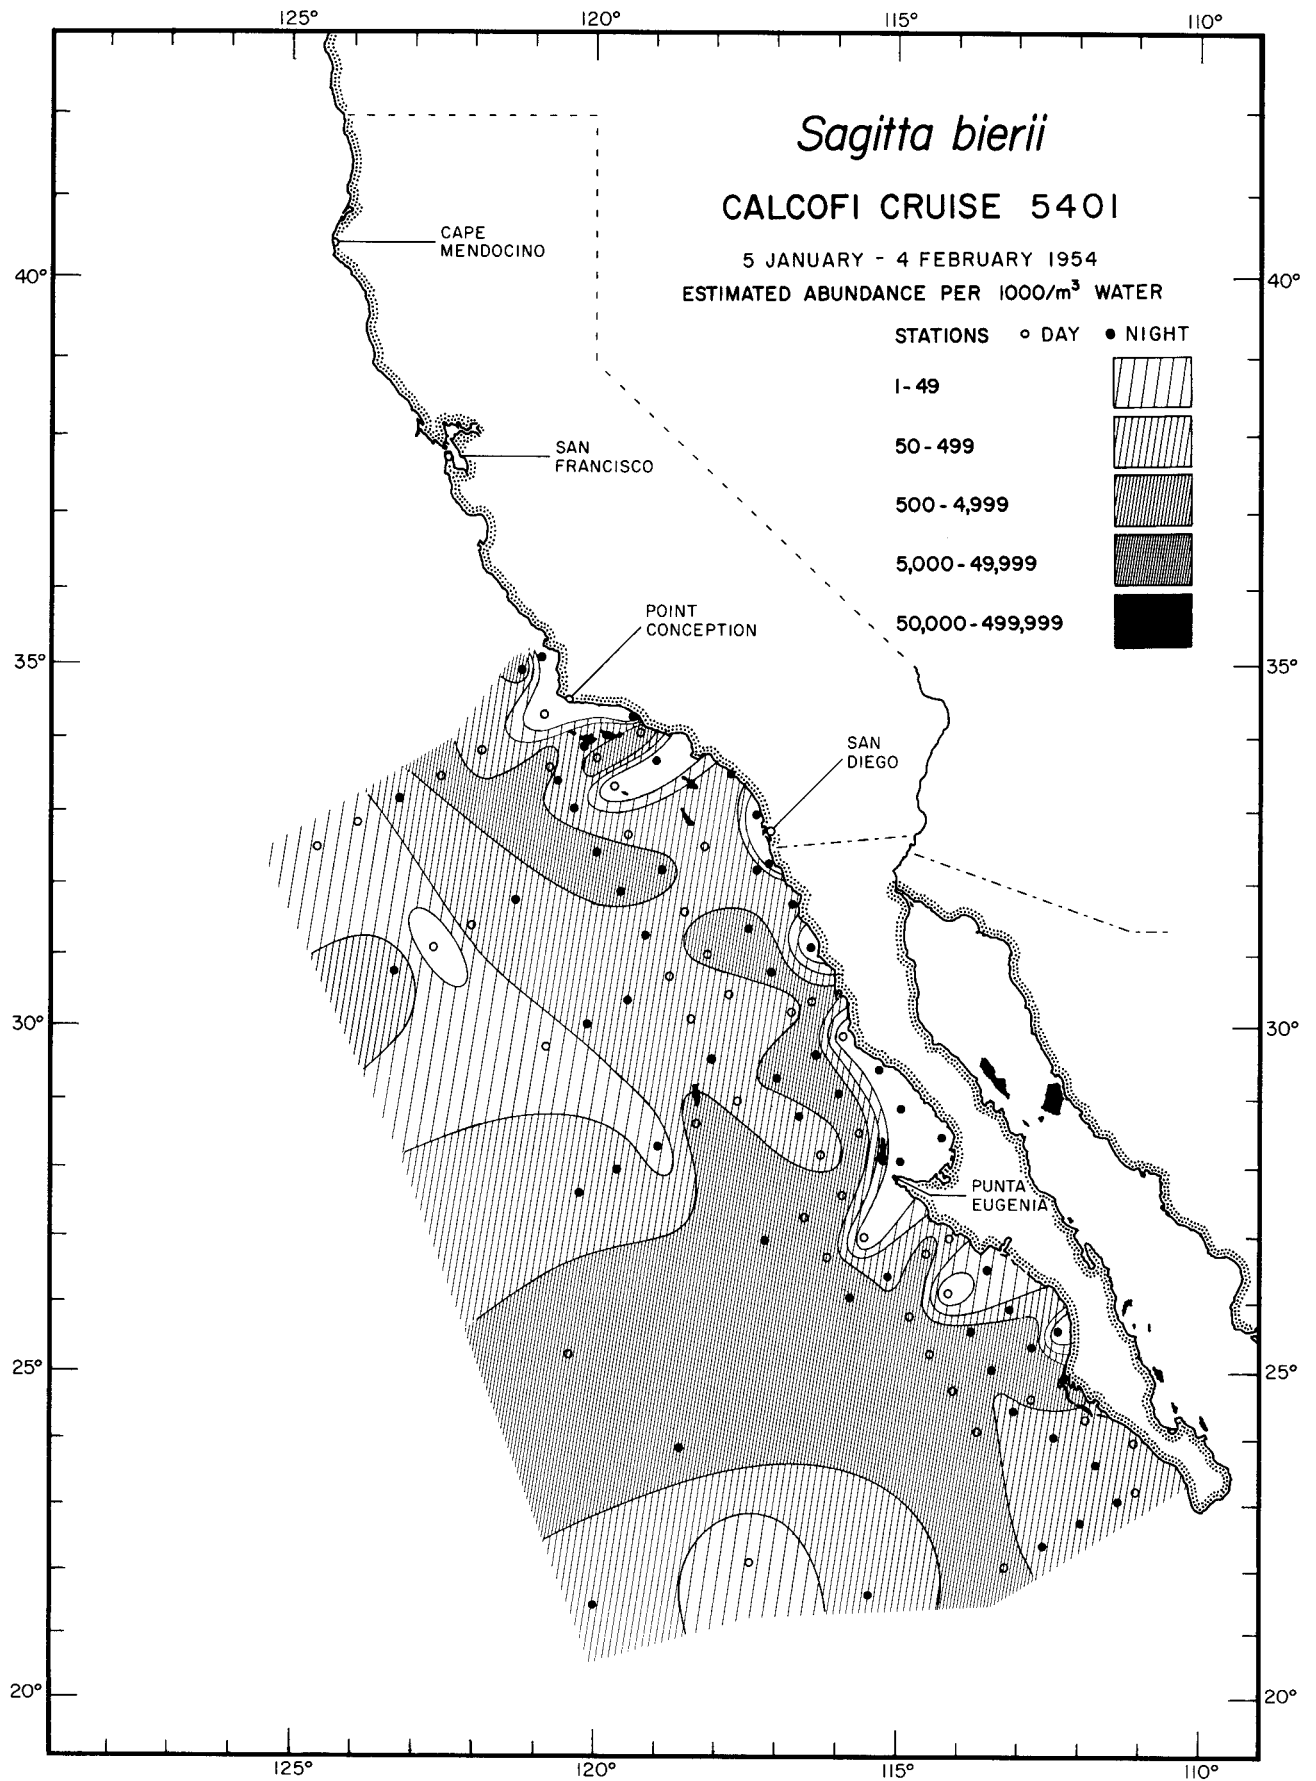 125° 120° 115° 110°
Sagitta bierii
CALCOFI CRUISE 5401
5 JANUARY - 4 FEBRUARY 1954
ESTIMATED ABUNDANCE PER 1000/m³ WATER
STATIONS ○ DAY ● NIGHT
1-49
50-499
500-4,999
5,000-49,999
50,000-499,999
CAPE
MENDOCINO
40° 40°
SAN
FRANCISCO
POINT
CONCEPTION
35° 35°
SAN
DIEGO
30° 30°
PUNTA
EUGENIA
25° 25°
20° 20°
125° 120° 115° 110°